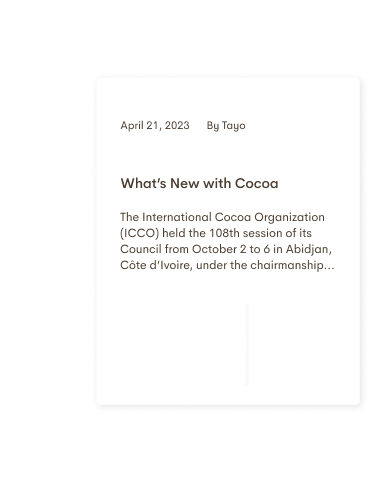 April 21, 2023 By Tayo
What's New with Cocoa
The International Cocoa Organization
(ICCO) held the 108th session of its
Council from October 2 to 6 in Abidjan,
Côte d'Ivoire, under the chairmanship...